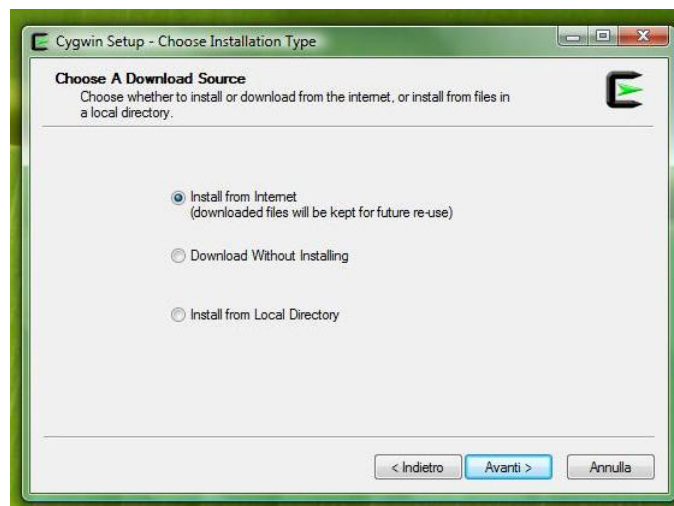 Cygwin Setup - Choose Installation Type
Choose A Download Source
Choose whether to install or download from the internet, or install from files in
a local directory.
Install from Internet
(downloaded files will be kept for future re-use)
Download Without Installing
Install from Local Directory
< Indietro
Avanti >
Annulla